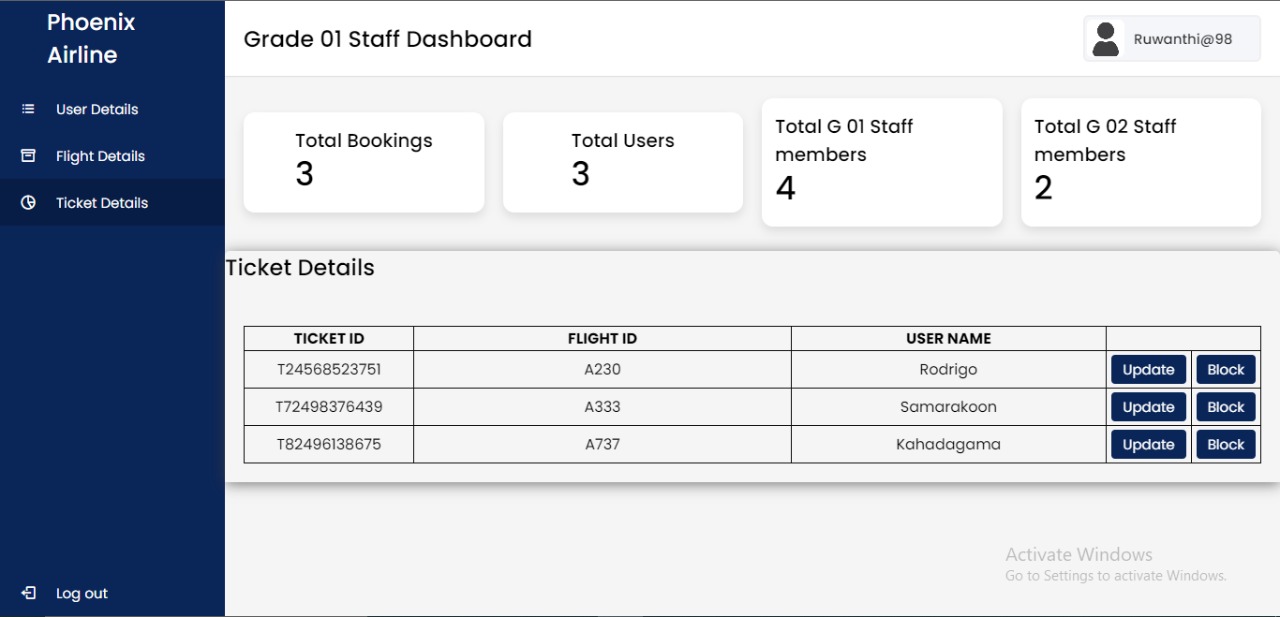 Phoenix
Airline
User Details
Flight Details
Ticket Details
Log out
Grade 01 Staff Dashboard
Ruwanthi@98
Total Bookings
3
Total Users
3
Total G 01 Staff
members
4
Total G 02 Staff
members
2
Ticket Details
TICKET ID FLIGHT ID USER NAME
T24568523751 A230 Rodrigo Update Block
T72498376439 A333 Samarakoon Update Block
T82496138675 A737 Kahadagama Update Block
Activate Windows
Go to Settings to activate Windows.